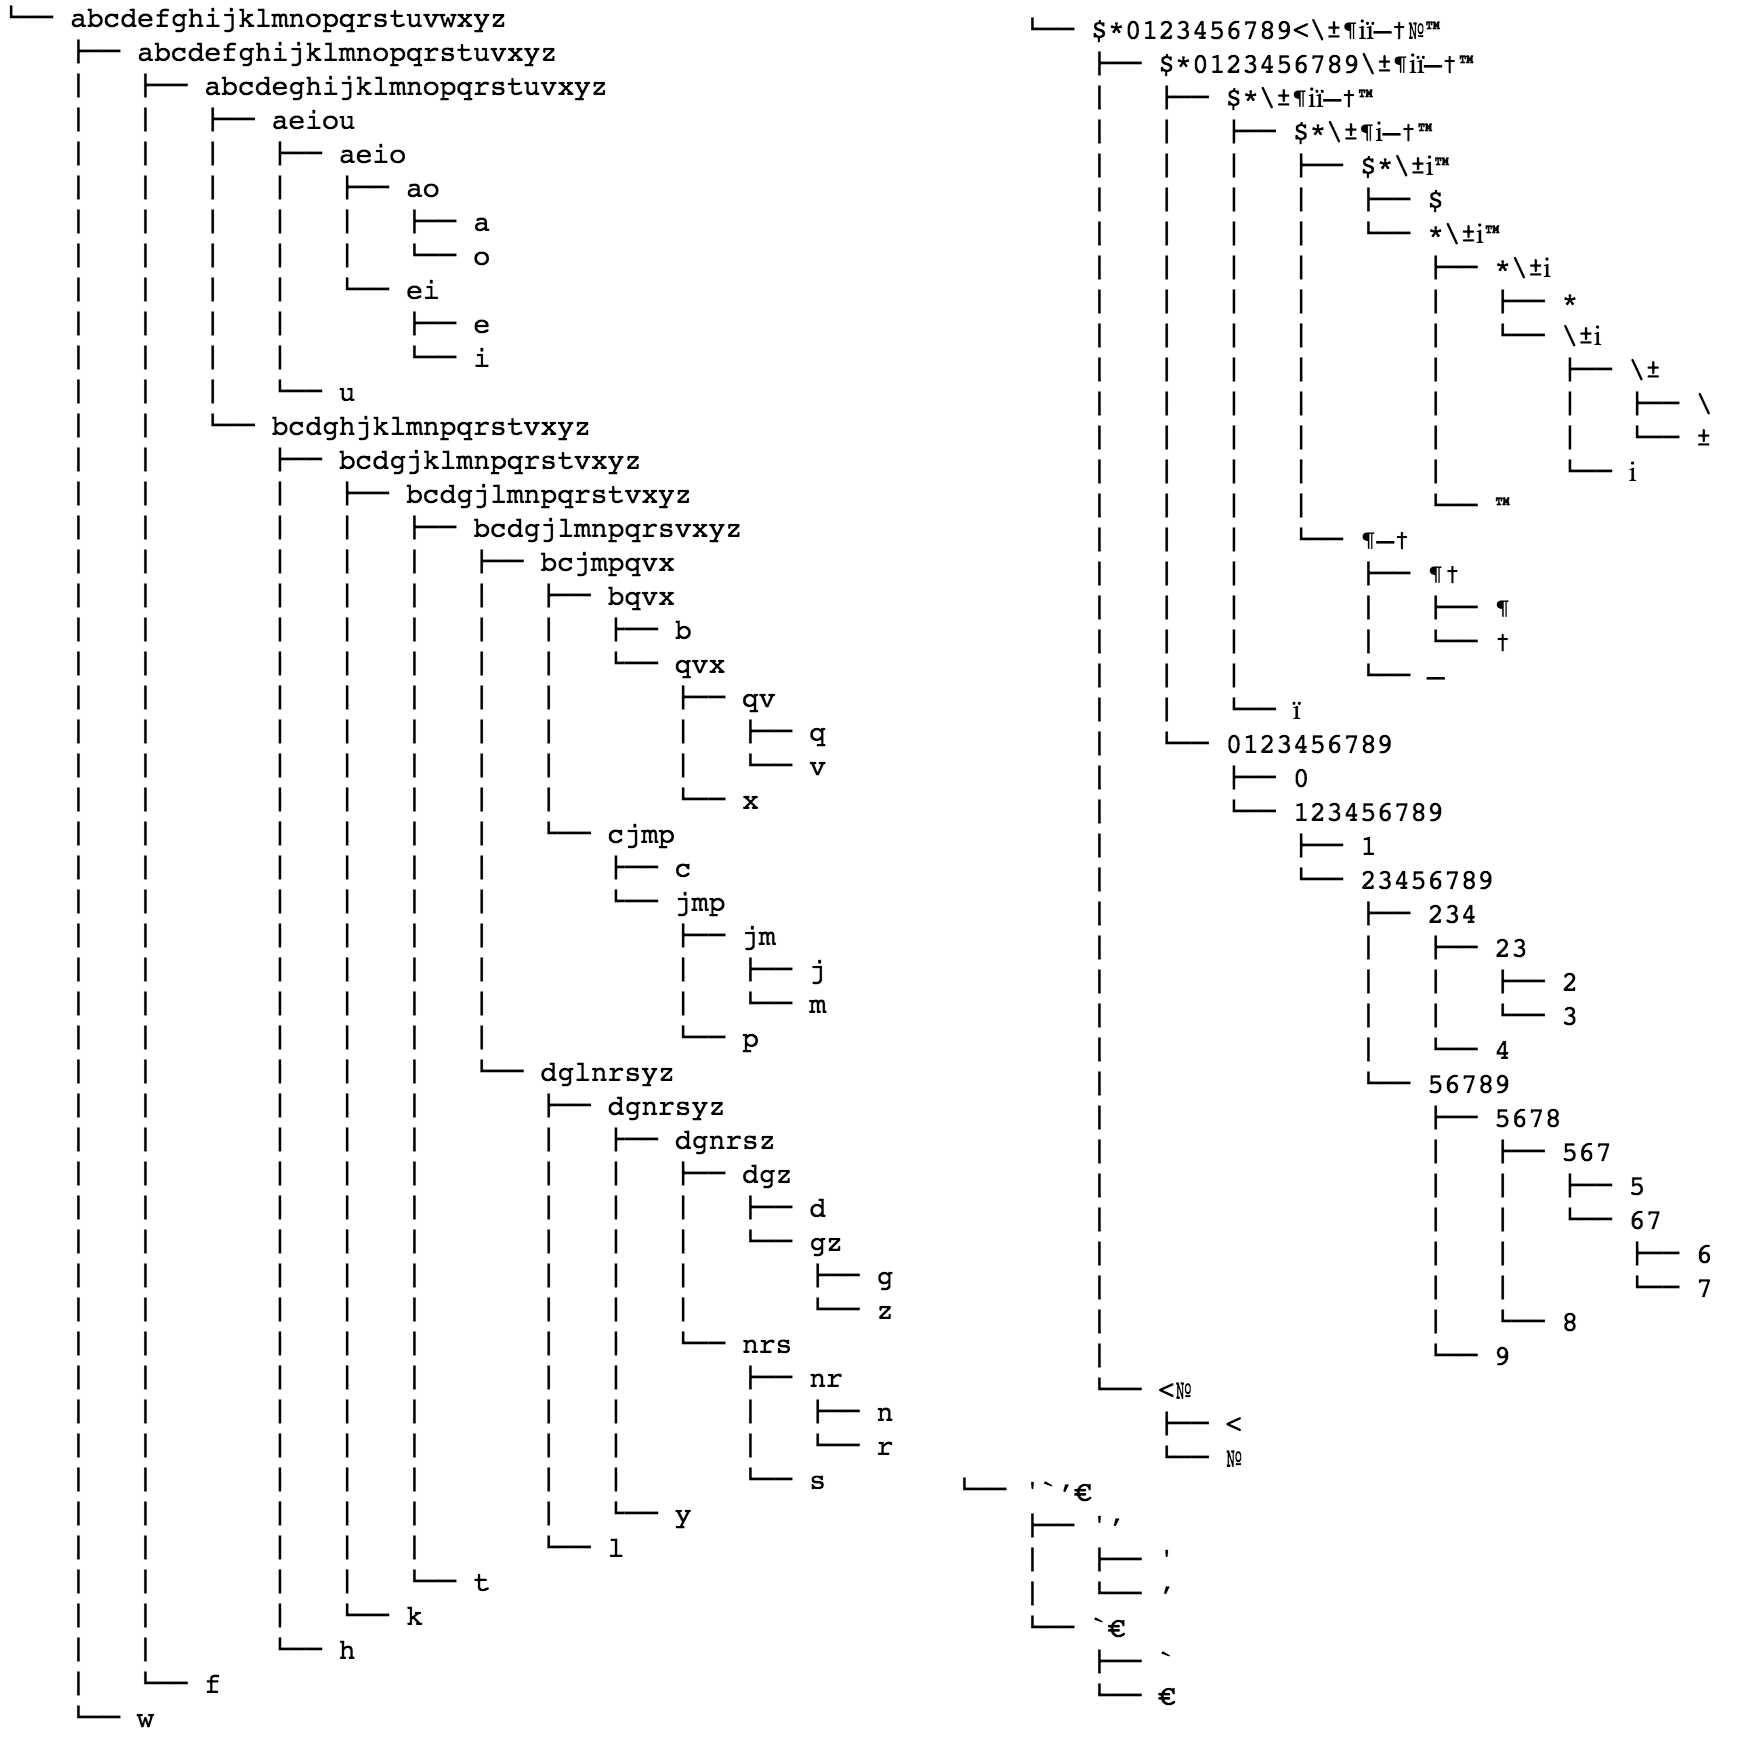 abcdefghijklmnopqrstuvwxyz
abcdefghijklmnopqrstuvxyz
abcdeghijklmnopqrstuvxyz
aeiou
aeio
ao
a
o
ei
e
i
u
bcdghjklmnpqrstvxyz
bcdgjklmnpqrstvxyz
bcdgjlmnpqrstvxyz
bcdgjlmnpqrsvxyz
bcjmpqvx
bqvx
b
qvx
qv
q
v
x
cjmp
c
jmp
jm
j
m
p
dglnrsyz
dgnrsyz
dgnrsz
dgz
d
gz
g
z
nrs
nr
n
r
s
y
l
t
k
h
f
w
$*0123456789<\±¶iï—†№™
$*0123456789\±¶iï—†™
$*\±¶iï—†™
$*\±¶i—†™
$*\±i™
$
*\±i™
*\±i
*
\±i
\±
\
±
i
™
¶—†
¶†
¶
†
—
ï
0123456789
0
123456789
1
23456789
234
23
2
3
4
56789
5678
567
5
67
6
7
8
9
<№
<
№
'`’€
'’
'
’
`€
`
€